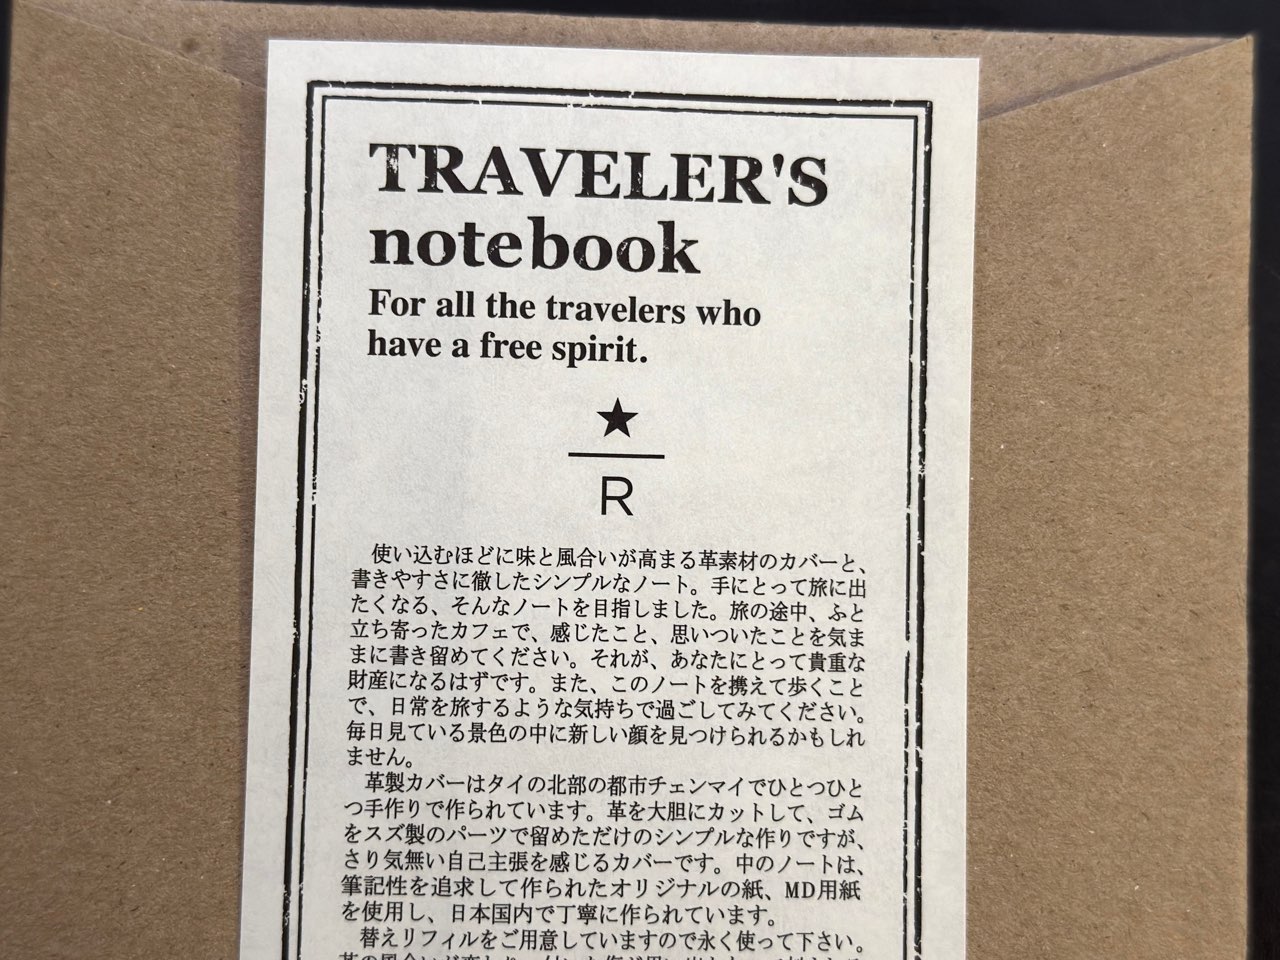 TRAVELER'S
notebook
For all the travelers who
have a free spirit.
★
R
使い込むほどに味と風合いが高まる革素材のカバーと、
書きやすさに徹したシンプルなノート。手にとって旅に出
たくなる、そんなノートを目指しました。旅の途中、ふと
立ち寄ったカフェで、感じたこと、思いついたことを気ま
まに書き留めてください。それが、あなたにとって貴重な
財産になるはずです。また、このノートを携えて歩くこと
で、日常を旅するような気持ちで過ごしてみてください。
毎日見ている景色の中に新しい顔を見つけられるかもしれ
ません。
革製カバーはタイの北部の都市チェンマイでひとつひと
つ手作りで作られています。革を大胆にカットして、ゴム
をスズ製のパーツで留めただけのシンプルな作りですが、
さり気無い自己主張を感じるカバーです。中のノートは、
筆記性を追求して作られたオリジナルの紙、MD用紙
を使用し、日本国内で丁寧に作られています。
替えリフィルをご用意していますので永く使って下さい。